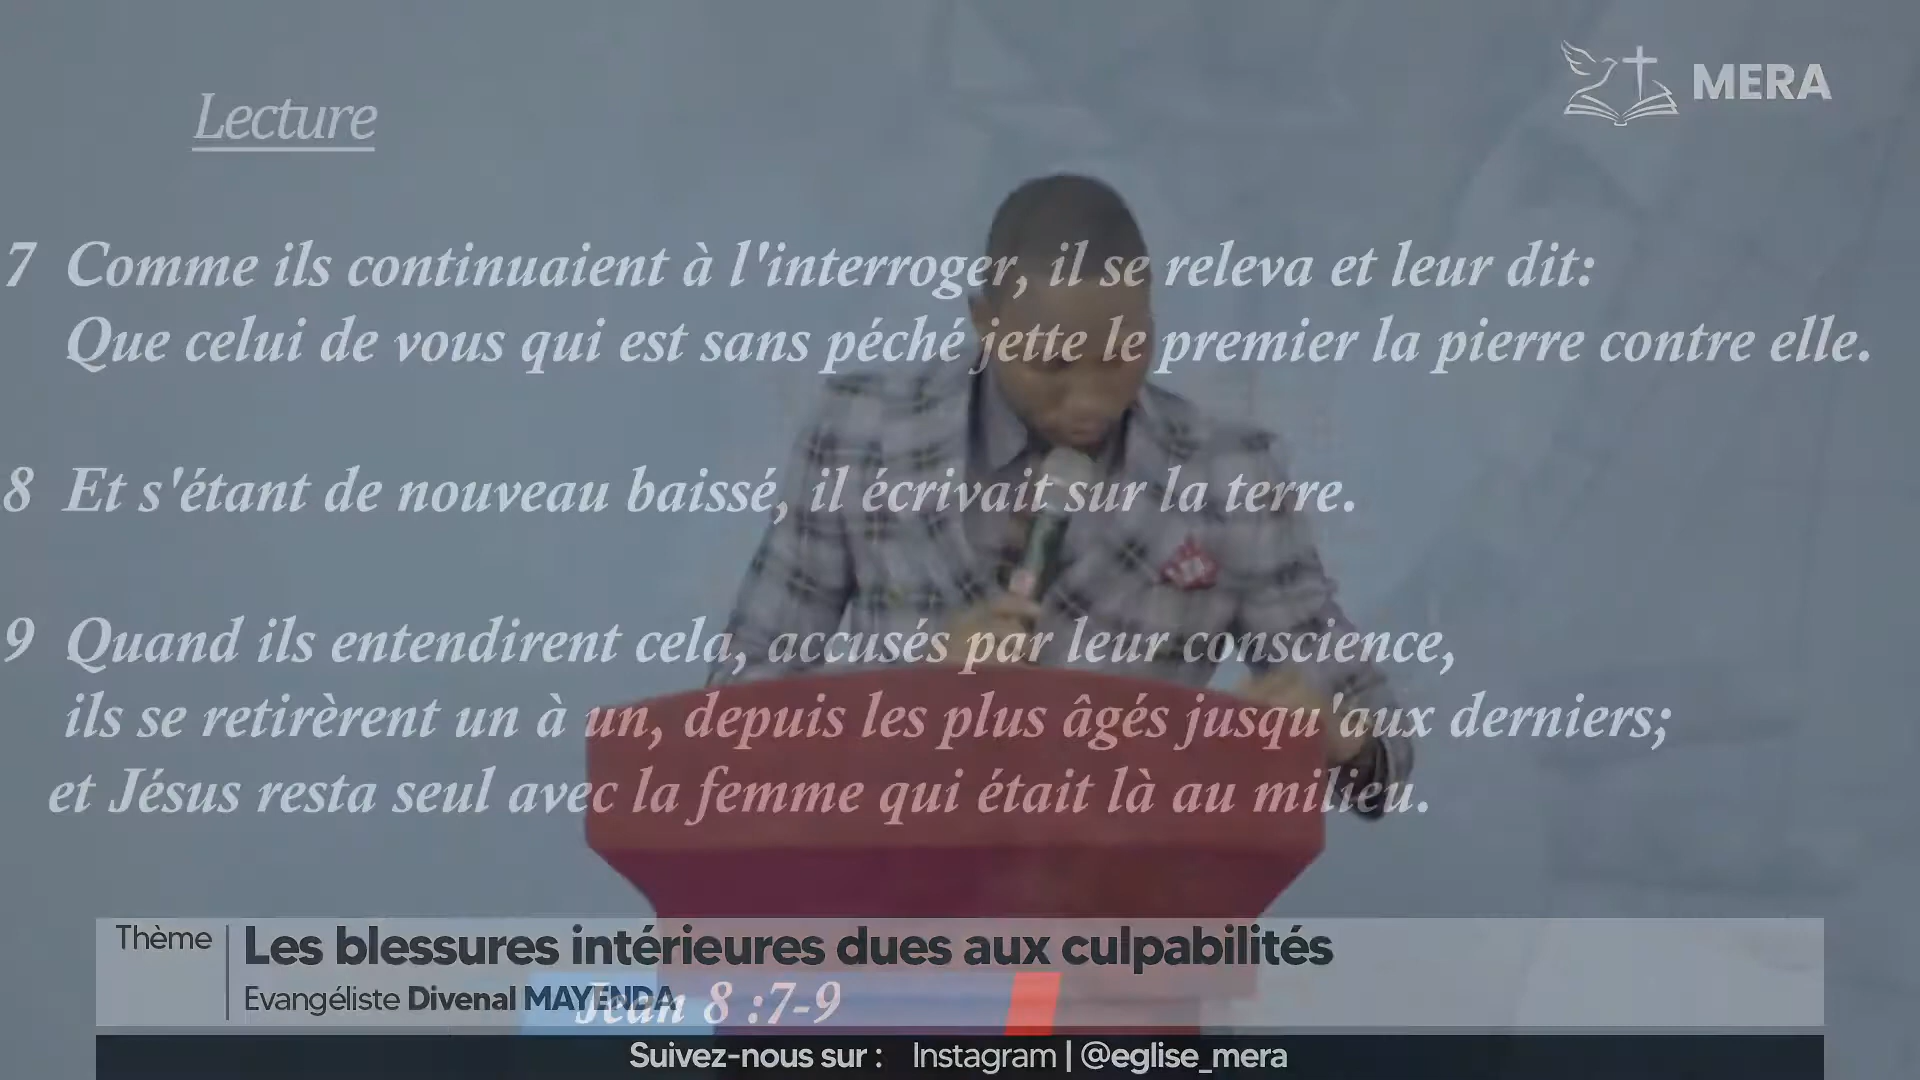 MERA
Lecture
7 Comme ils continuaient à l'interroger, il se releva et leur dit:
Que celui de vous qui est sans péché jette le premier la pierre contre elle.
8 Et s'étant de nouveau baissé, il écrivait sur la terre.
9 Quand ils entendirent cela, accusés par leur conscience,
ils se retirèrent un à un, depuis les plus âgés jusqu'aux derniers;
et Jésus resta seul avec la femme qui était là au milieu.
Thème
Les blessures intérieures dues aux culpabilités
Evangéliste Divenal MAYENDA
Jean 8 :7-9
Suivez-nous sur : Instagram | @eglise_mera